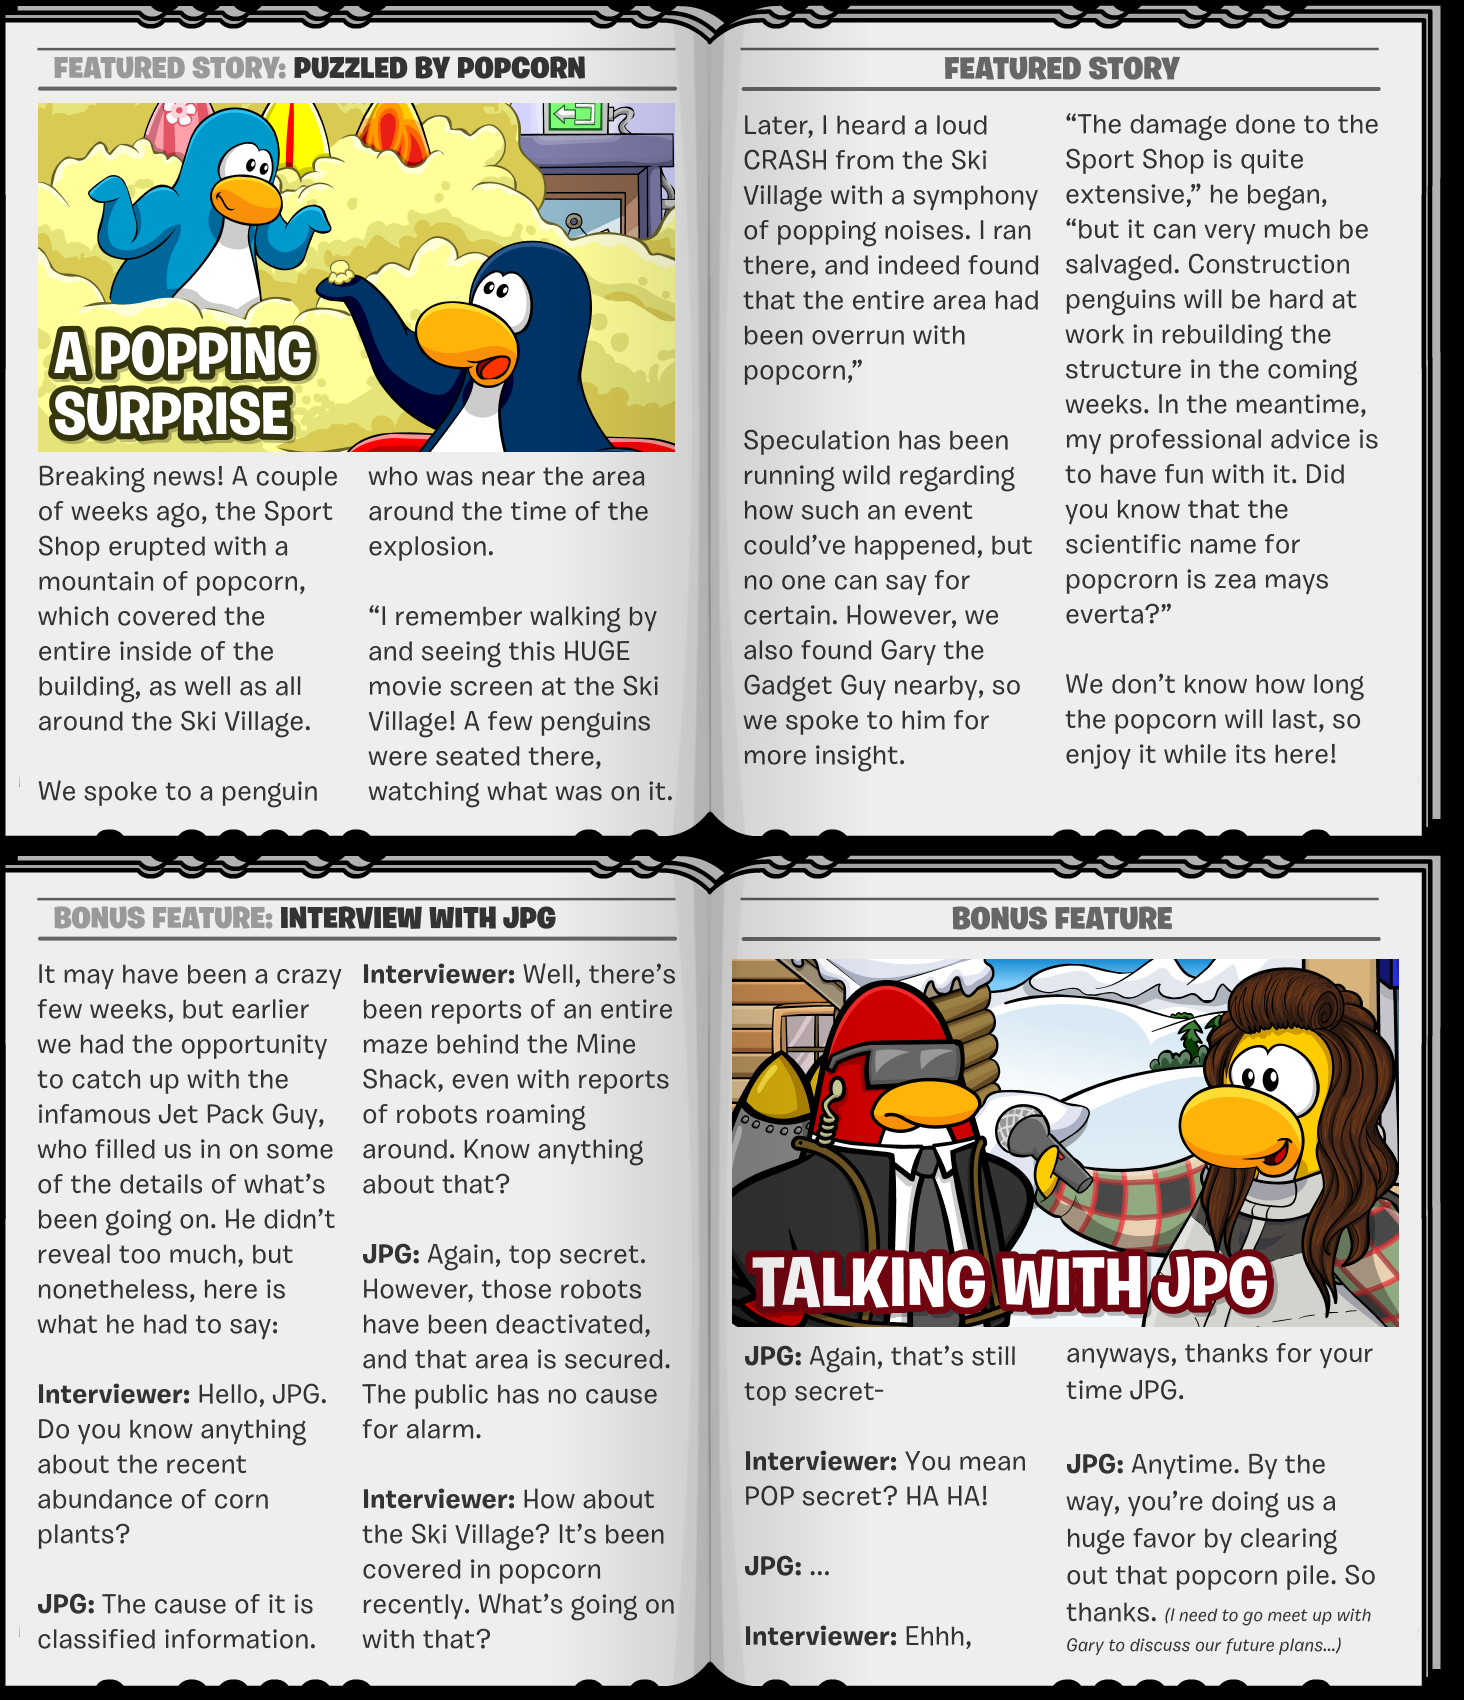 FEATURED STORY: PUZZLED BY POPCORN
A POPPING
SURPRISE
Breaking news! A couple
of weeks ago, the Sport
Shop erupted with a
mountain of popcorn,
which covered the
entire inside of the
building, as well as all
around the Ski Village.
We spoke to a penguin
who was near the area
around the time of the
explosion.
“I remember walking by
and seeing this HUGE
movie screen at the Ski
Village! A few penguins
were seated there,
watching what was on it.
FEATURED STORY
Later, I heard a loud
CRASH from the Ski
Village with a symphony
of popping noises. I ran
there, and indeed found
that the entire area had
been overrun with
popcorn,”
Speculation has been
running wild regarding
how such an event
could’ve happened, but
no one can say for
certain. However, we
also found Gary the
Gadget Guy nearby, so
we spoke to him for
more insight.
“The damage done to the
Sport Shop is quite
extensive,” he began,
“but it can very much be
salvaged. Construction
penguins will be hard at
work in rebuilding the
structure in the coming
weeks. In the meantime,
my professional advice is
to have fun with it. Did
you know that the
scientific name for
popcrorn is zea mays
everta?”
We don’t know how long
the popcorn will last, so
enjoy it while its here!
BONUS FEATURE: INTERVIEW WITH JPG
It may have been a crazy
few weeks, but earlier
we had the opportunity
to catch up with the
infamous Jet Pack Guy,
who filled us in on some
of the details of what’s
been going on. He didn’t
reveal too much, but
nonetheless, here is
what he had to say:
Interviewer: Hello, JPG.
Do you know anything
about the recent
abundance of corn
plants?
JPG: The cause of it is
classified information.
Interviewer: Well, there’s
been reports of an entire
maze behind the Mine
Shack, even with reports
of robots roaming
around. Know anything
about that?
JPG: Again, top secret.
However, those robots
have been deactivated,
and that area is secured.
The public has no cause
for alarm.
Interviewer: How about
the Ski Village? It’s been
covered in popcorn
recently. What’s going on
with that?
BONUS FEATURE
TALKING WITH JPG
JPG: Again, that’s still
top secret-
Interviewer: You mean
POP secret? HA HA!
JPG: ...
Interviewer: Ehhh,
anyways, thanks for your
time JPG.
JPG: Anytime. By the
way, you’re doing us a
huge favor by clearing
out that popcorn pile. So
thanks. (I need to go meet up with
Gary to discuss our future plans...)